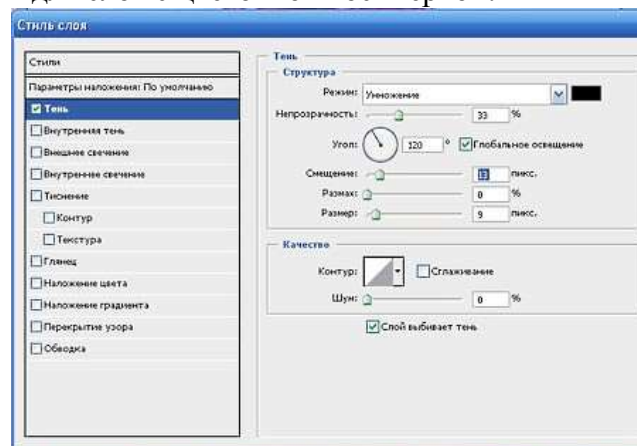 Стиль слоя
Стили
Параметры наложения: По умолчанию
Тень
Внутренняя тень
Внешнее свечение
Внутреннее свечение
Тиснение
Контур
Текстура
Глянец
Наложение цвета
Наложение градиента
Перекрытие узора
Обводка
Тень
Структура
Режим: Умножение
Непрозрачность: 33 %
Угол: 120 ° Глобальное освещение
Смещение: 13 пикс.
Размах: 0 %
Размер: 9 пикс.
Качество
Контур: Сглаживание
Шум: 0 %
Слой выбивает тень